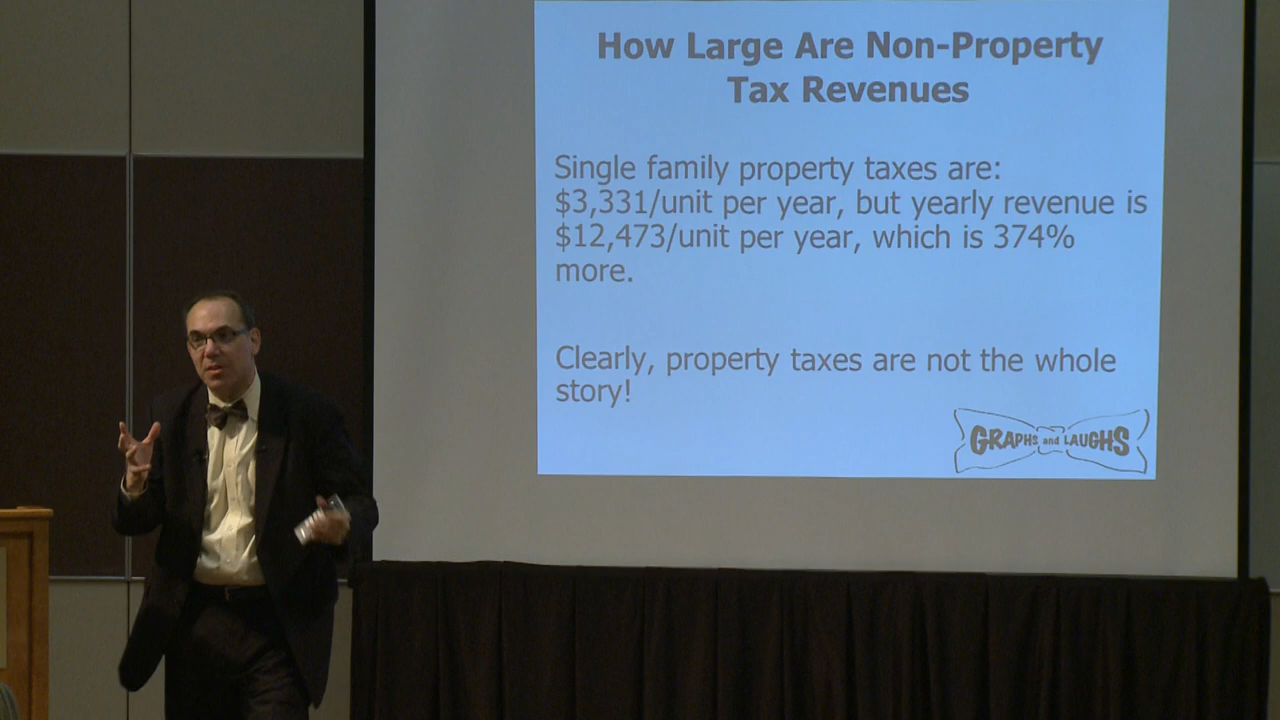 How Large Are Non-Property
Tax Revenues
Single family property taxes are:
$3,331/unit per year, but yearly revenue is
$12,473/unit per year, which is 374%
more.
Clearly, property taxes are not the whole
story!
GRAPHS and LAUGHS